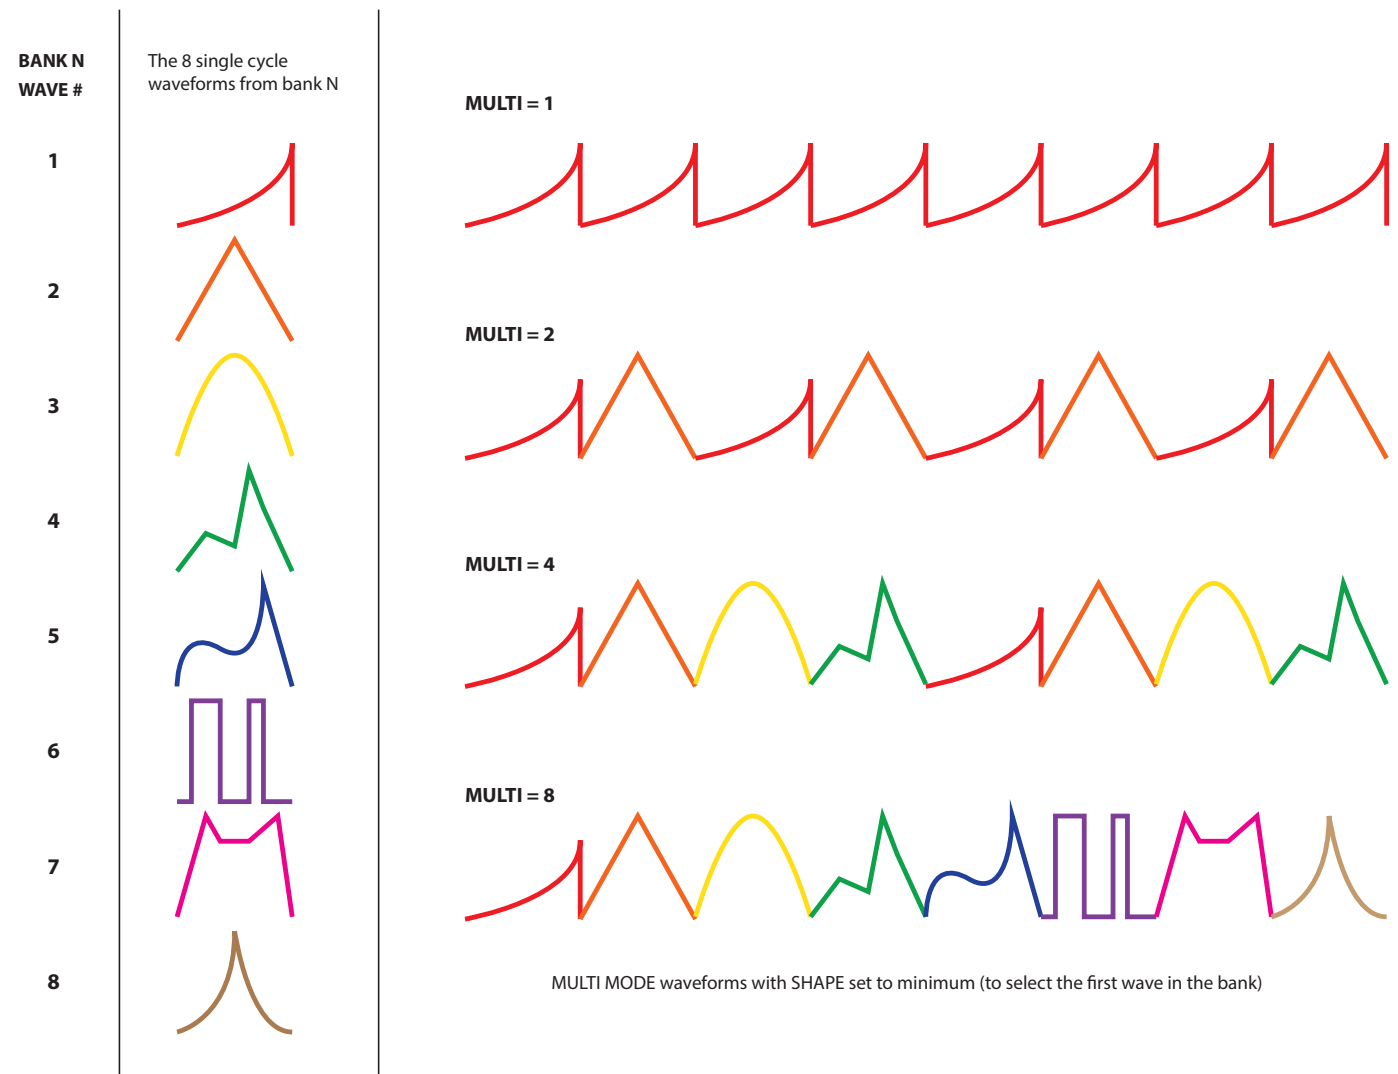 BANK N
WAVE #
The 8 single cycle
waveforms from bank N
1
2
3
4
5
6
7
8
MULTI = 1
MULTI = 2
MULTI = 4
MULTI = 8
MULTI MODE waveforms with SHAPE set to minimum (to select the first wave in the bank)